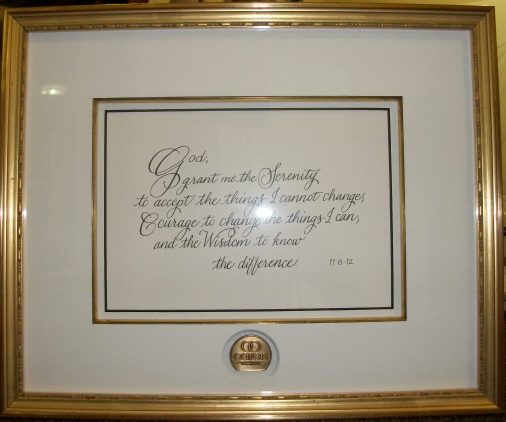 God,
grant me the Serenity
to accept the things I cannot change;
Courage to change the things I can;
and the Wisdom to know
the difference.
11·6·12